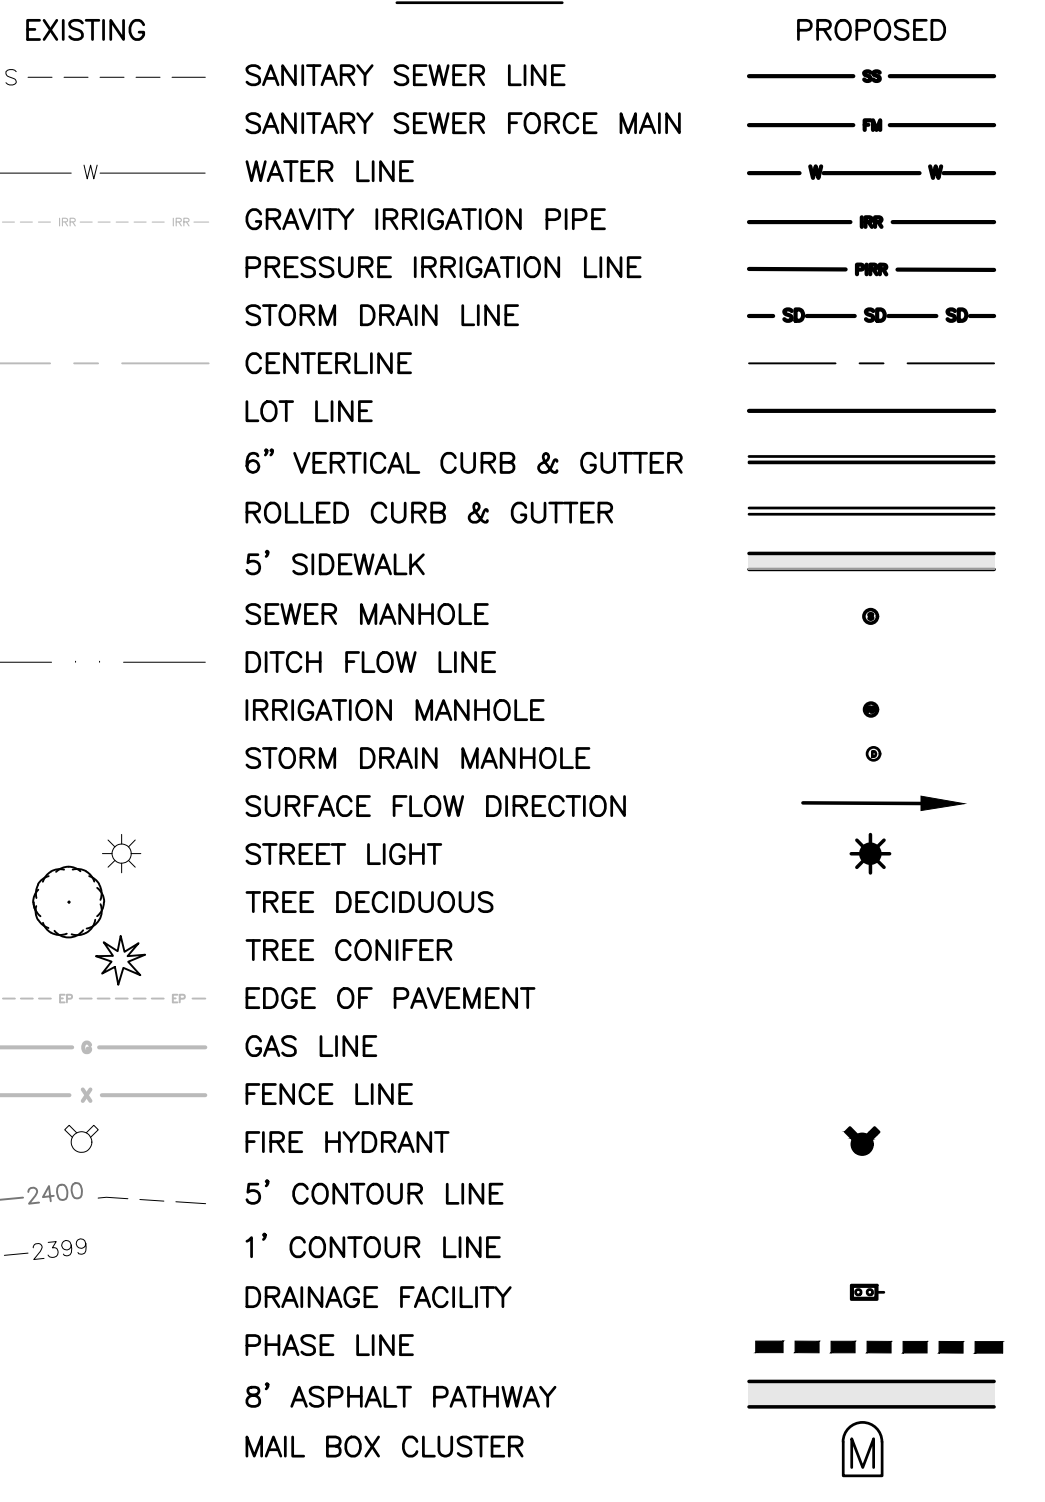 EXISTING PROPOSED
S SANITARY SEWER LINE SS
SANITARY SEWER FORCE MAIN FM
W WATER LINE W W
IRR IRR GRAVITY IRRIGATION PIPE IRR
PRESSURE IRRIGATION LINE PIRR
STORM DRAIN LINE SD SD SD
CENTERLINE
LOT LINE
6" VERTICAL CURB & GUTTER
ROLLED CURB & GUTTER
5' SIDEWALK
SEWER MANHOLE
DITCH FLOW LINE
IRRIGATION MANHOLE
STORM DRAIN MANHOLE D
SURFACE FLOW DIRECTION
STREET LIGHT
TREE DECIDUOUS
TREE CONIFER
EP EP EDGE OF PAVEMENT
G GAS LINE
X FENCE LINE
FIRE HYDRANT
2400 5' CONTOUR LINE
2399 1' CONTOUR LINE
DRAINAGE FACILITY
PHASE LINE
8' ASPHALT PATHWAY
MAIL BOX CLUSTER M